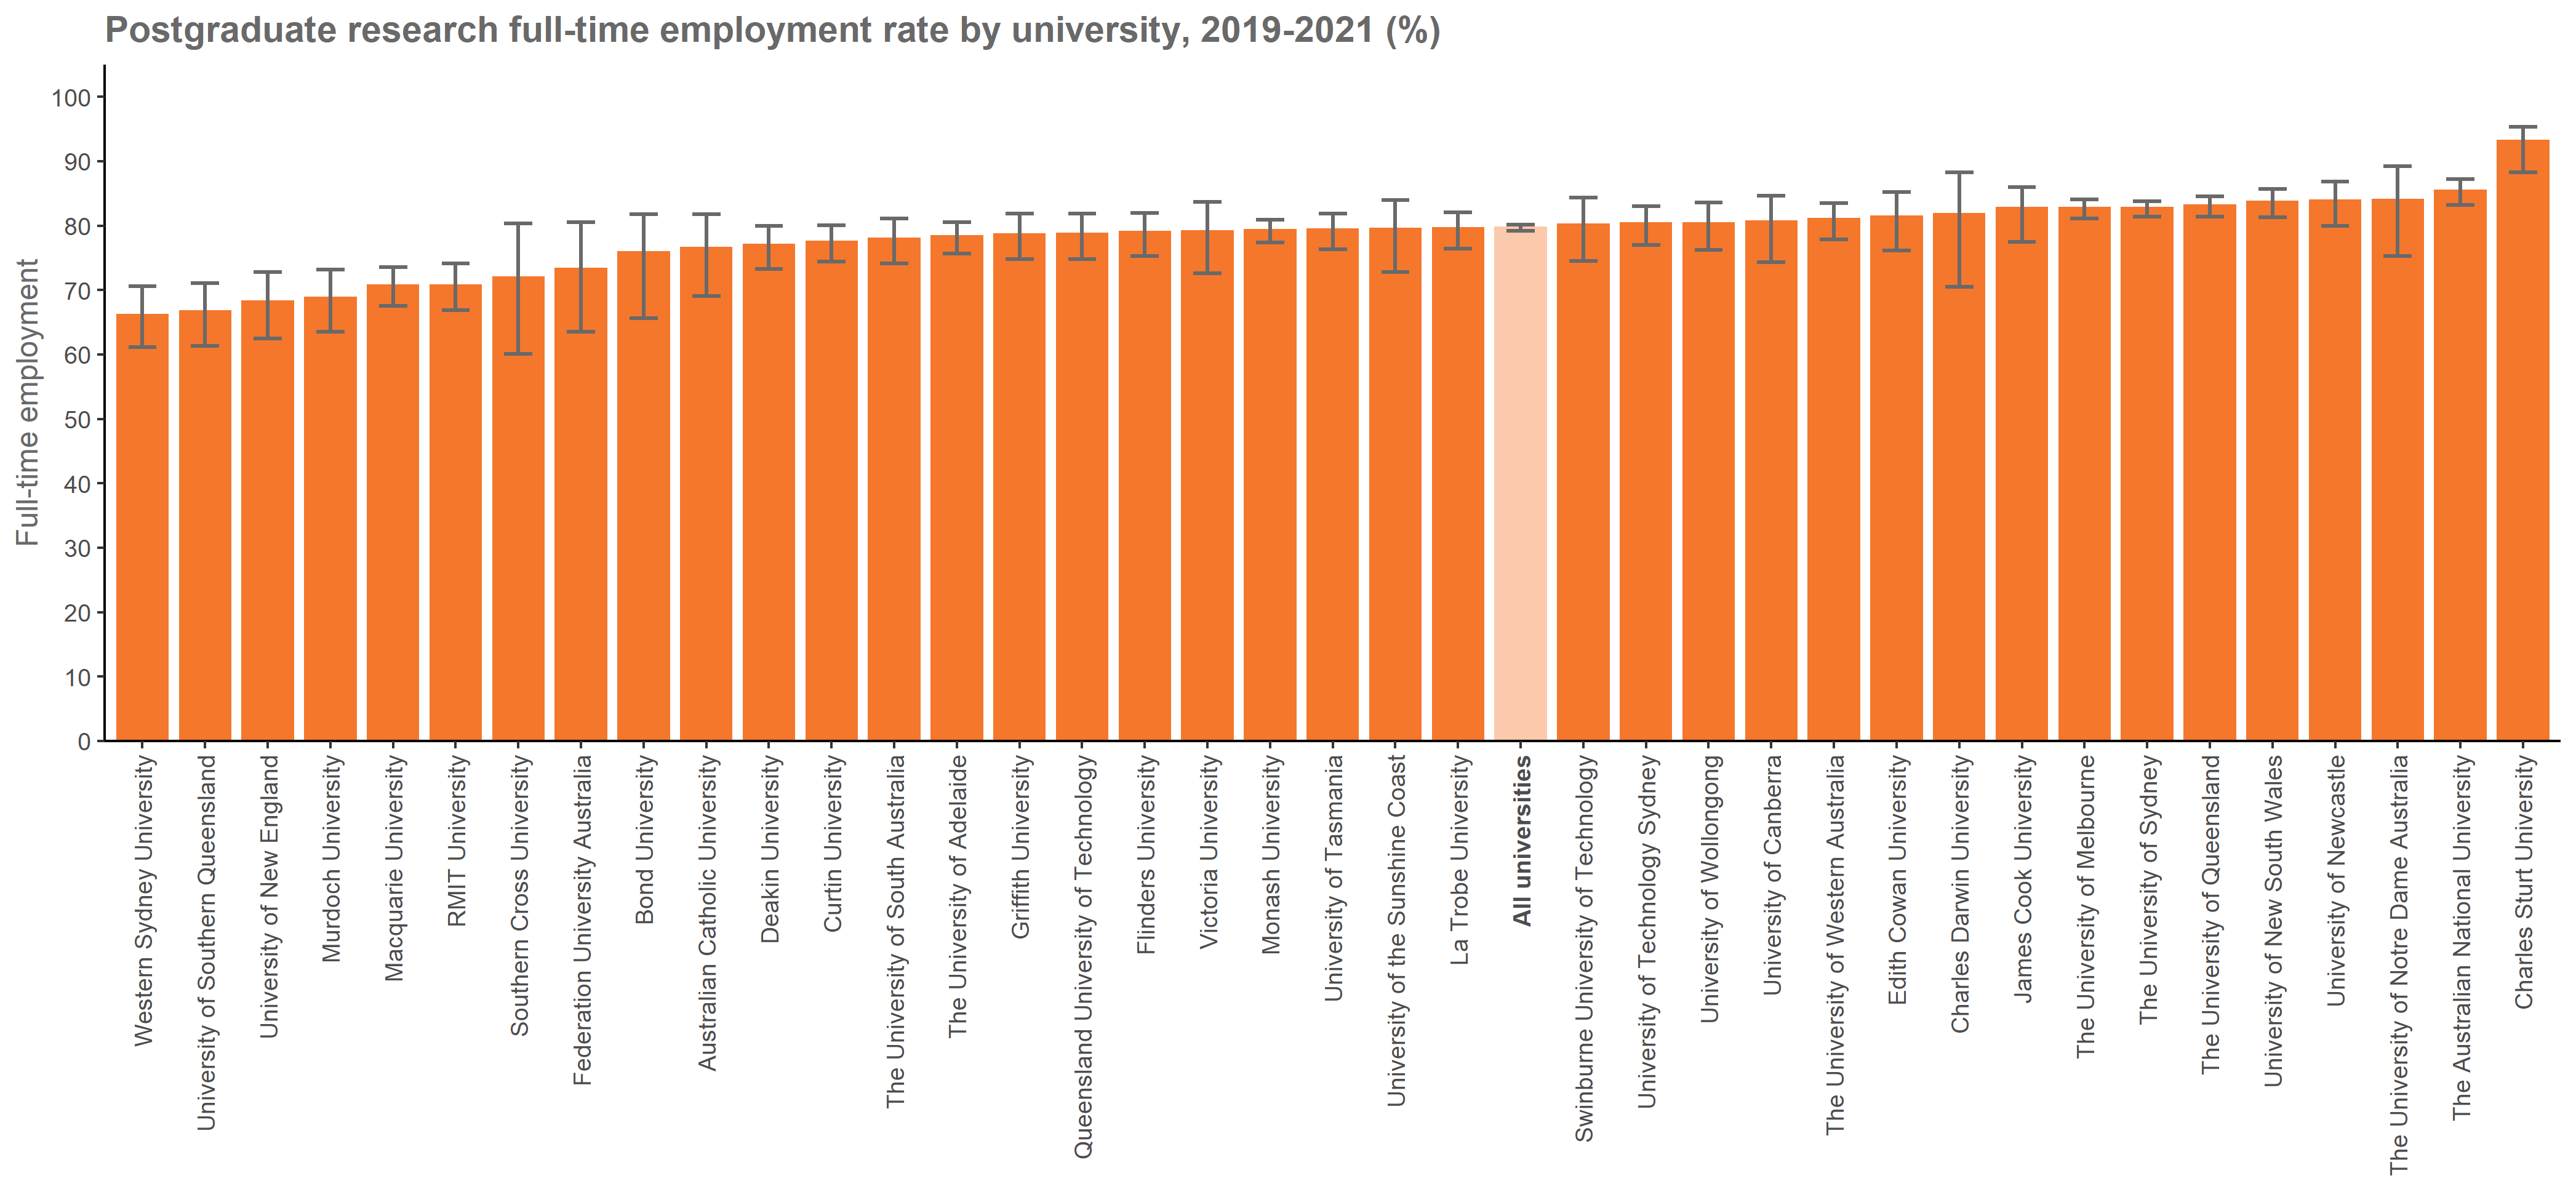 Postgraduate research full-time employment rate by university, 2019-2021 (%)
Full-time employment
100
90
80
70
60
50
40
30
20
10
0
Western Sydney University
University of Southern Queensland
University of New England
Murdoch University
Macquarie University
RMIT University
Southern Cross University
Federation University Australia
Bond University
Australian Catholic University
Deakin University
Curtin University
The University of South Australia
The University of Adelaide
Griffith University
Queensland University of Technology
Flinders University
Victoria University
Monash University
University of Tasmania
University of the Sunshine Coast
La Trobe University
All universities
Swinburne University of Technology
University of Technology Sydney
University of Wollongong
University of Canberra
The University of Western Australia
Edith Cowan University
Charles Darwin University
James Cook University
The University of Melbourne
The University of Sydney
The University of Queensland
University of New South Wales
University of Newcastle
The University of Notre Dame Australia
The Australian National University
Charles Sturt University